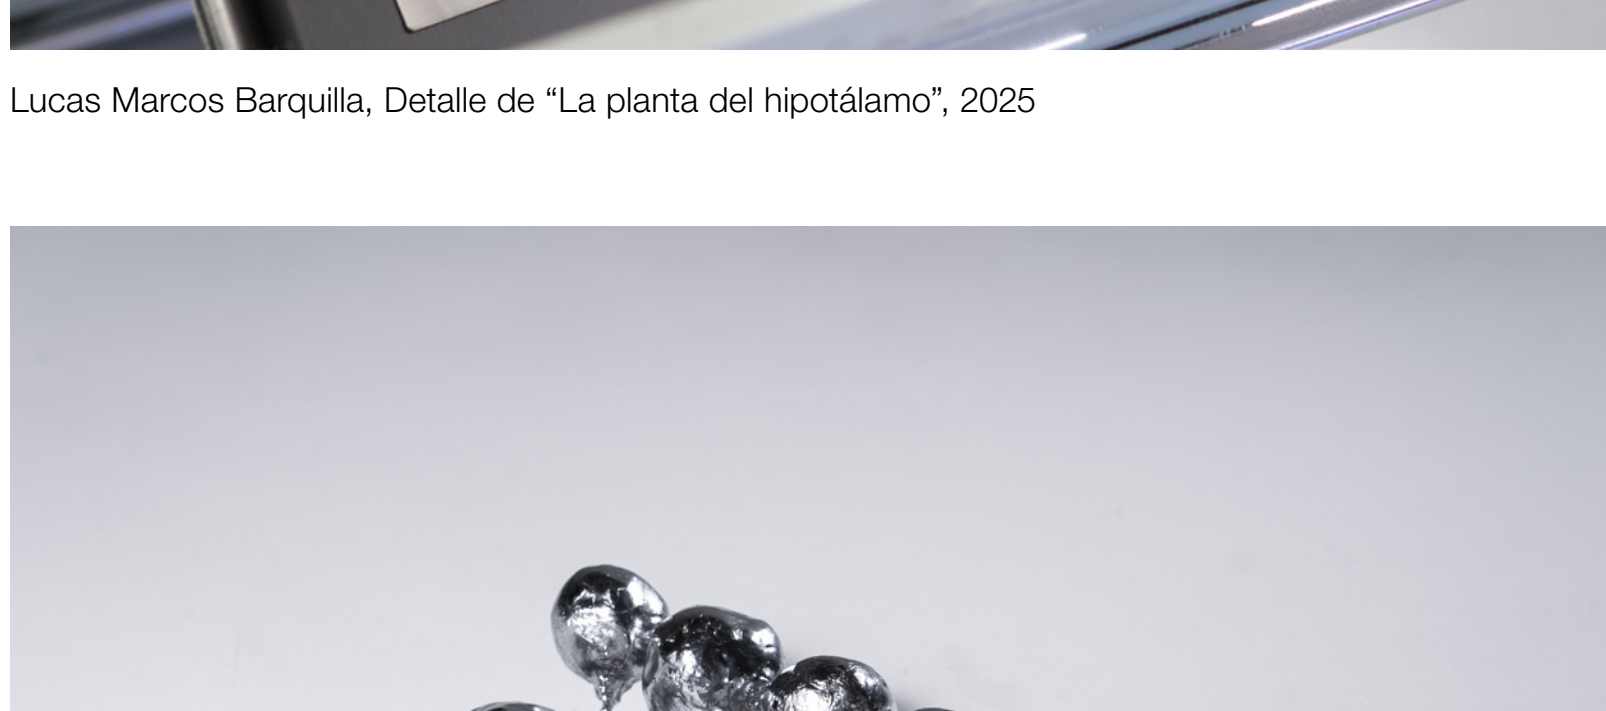 Lucas Marcos Barquilla, Detalle de “La planta del hipotálamo”, 2025